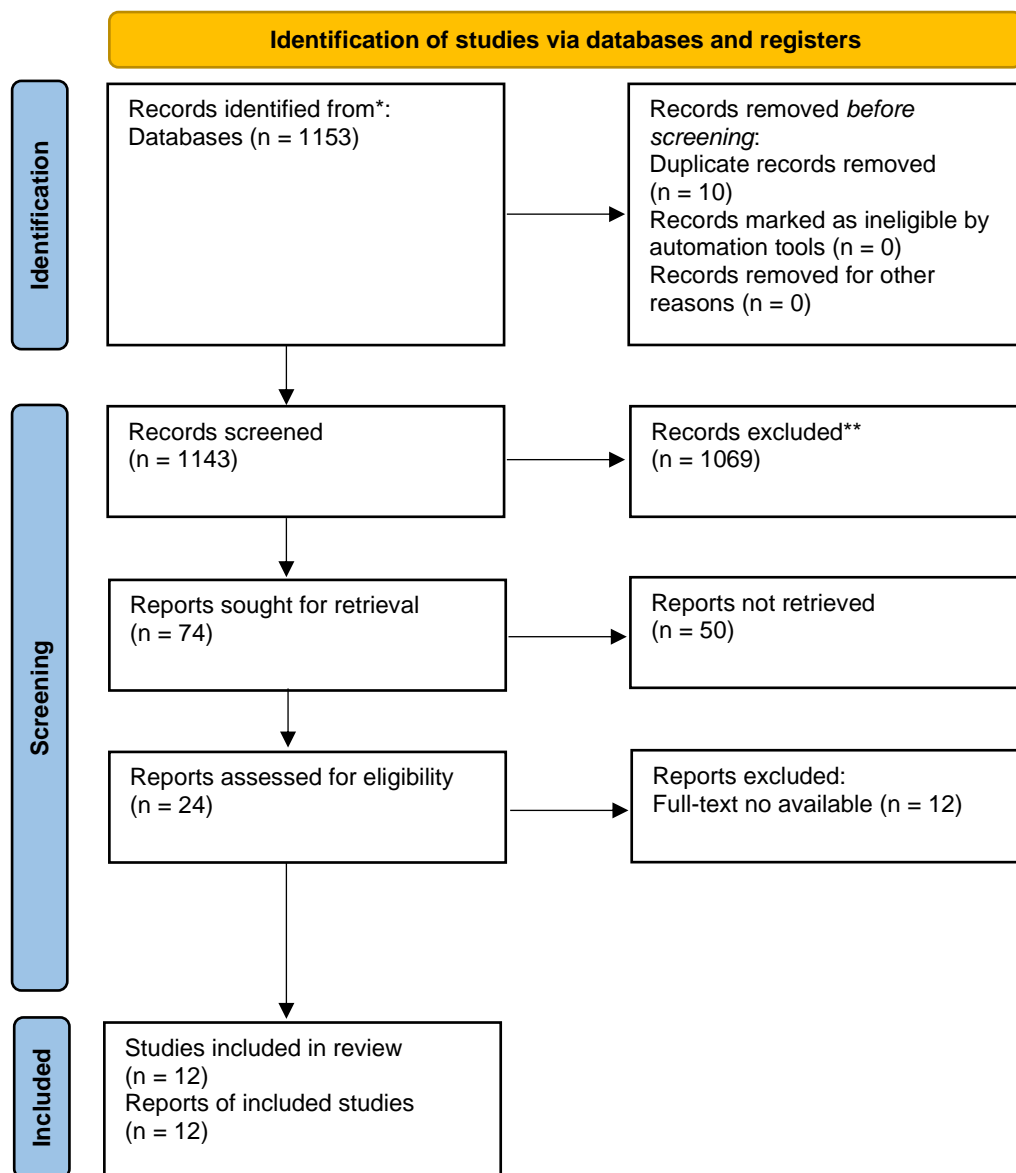 Identification of studies via databases and registers
Identification
Records identified from*:
Databases (n = 1153)
Records removed before
screening:
Duplicate records removed
(n = 10)
Records marked as ineligible by
automation tools (n = 0)
Records removed for other
reasons (n = 0)
Screening
Records screened
(n = 1143)
Records excluded**
(n = 1069)
Reports sought for retrieval
(n = 74)
Reports not retrieved
(n = 50)
Reports assessed for eligibility
(n = 24)
Reports excluded:
Full-text no available (n = 12)
Included
Studies included in review
(n = 12)
Reports of included studies
(n = 12)